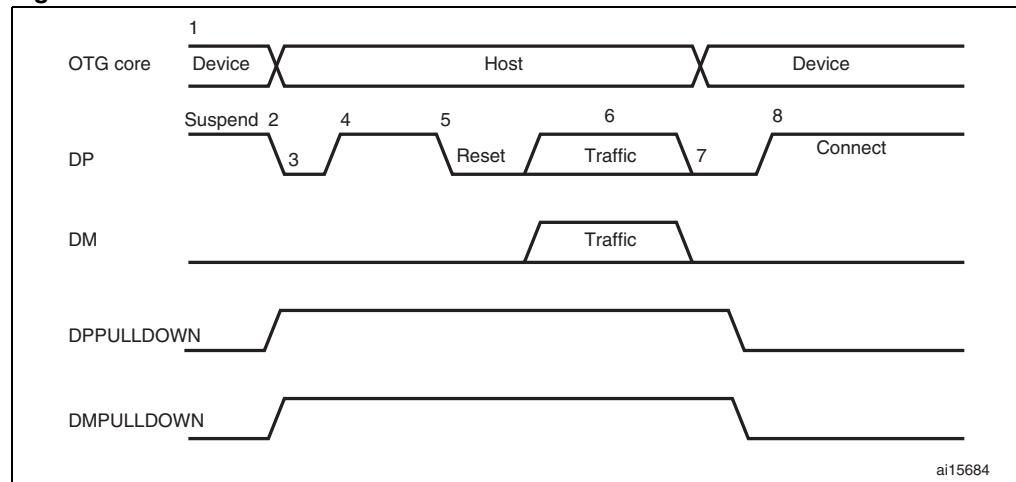 1
OTG core Device Host Device
Suspend 2 4 5 6 8
DP 3 Reset Traffic 7 Connect
DM Traffic
DPPULLDOWN
DMPULLDOWN
ai15684